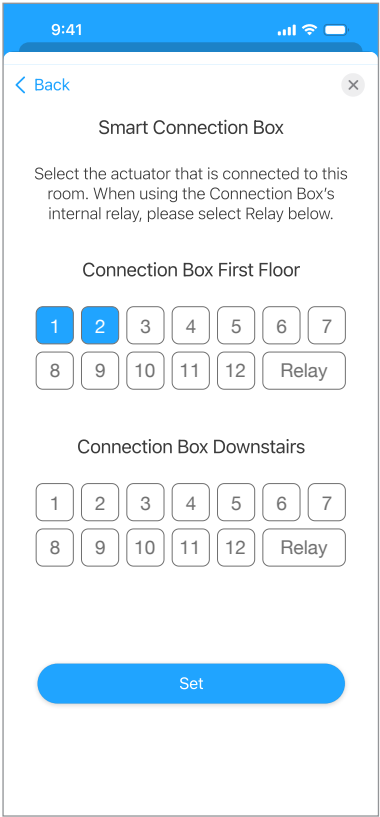 9:41
Back
Smart Connection Box
Select the actuator that is connected to this
room. When using the Connection Box’s
internal relay, please select Relay below.
Connection Box First Floor
1 2 3 4 5 6 7
8 9 10 11 12 Relay
Connection Box Downstairs
1 2 3 4 5 6 7
8 9 10 11 12 Relay
Set